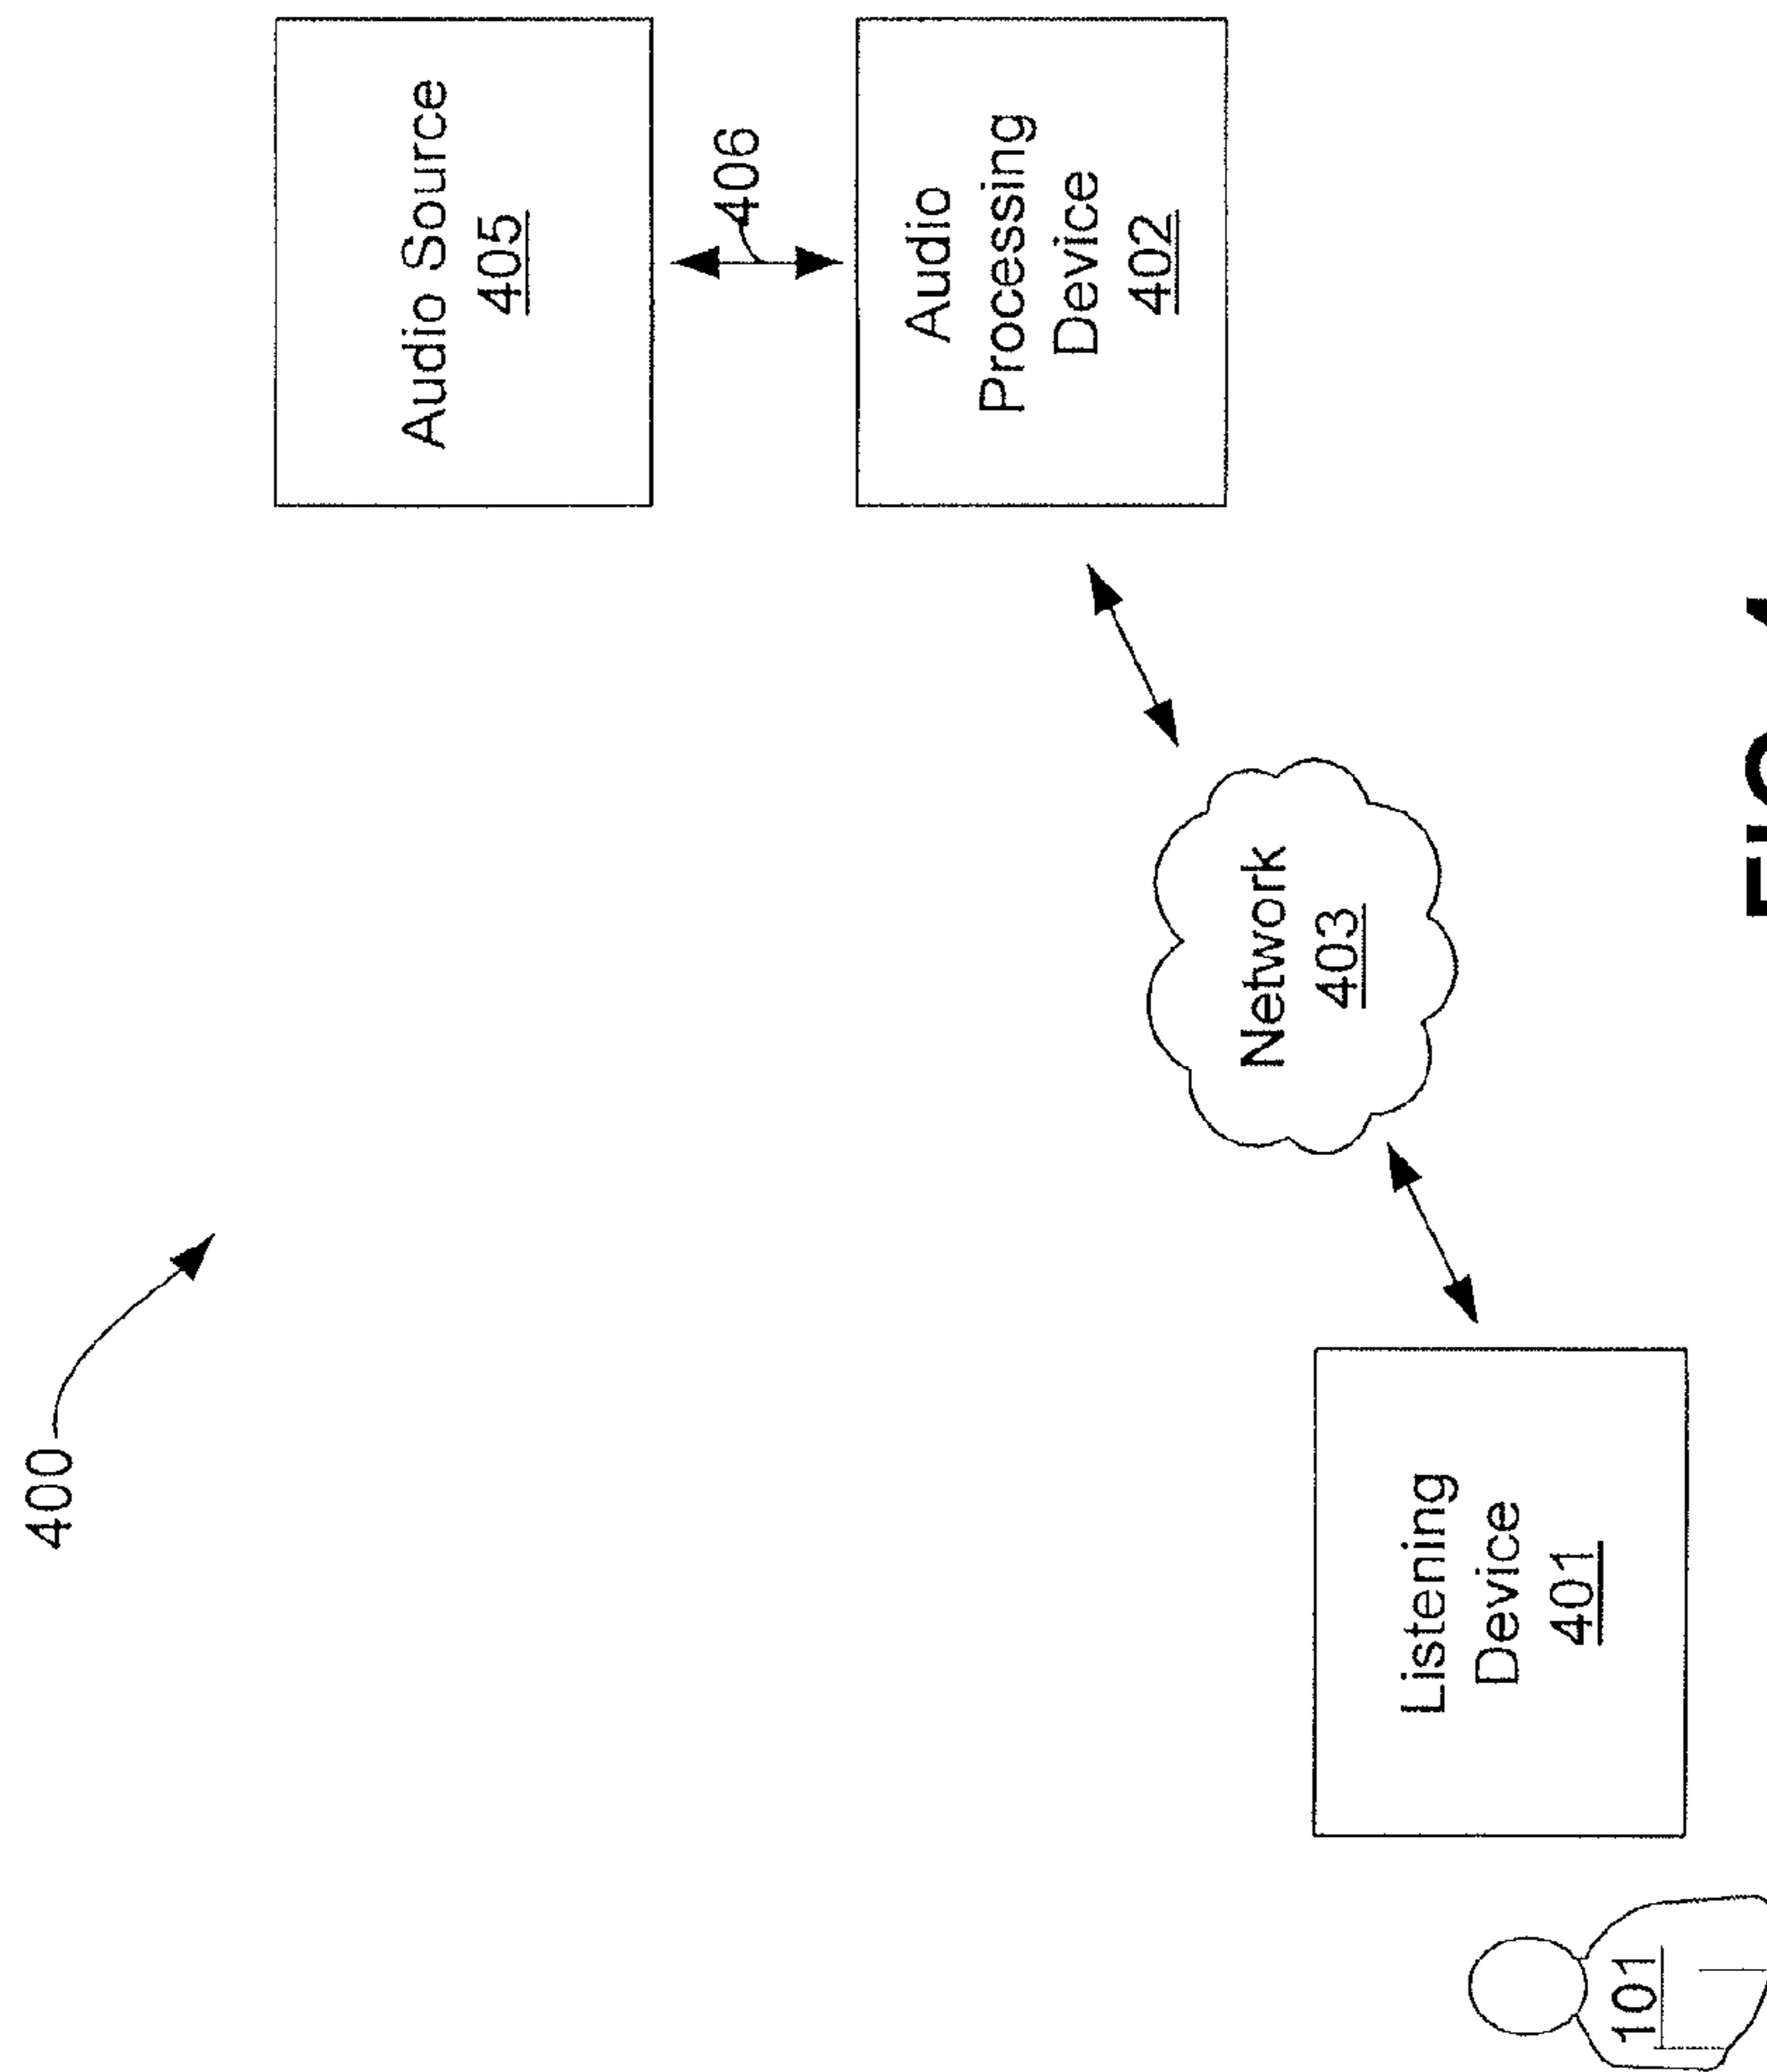 400
Audio Source
405
406
Audio
Processing
Device
402
Network
403
Listening
Device
401
101